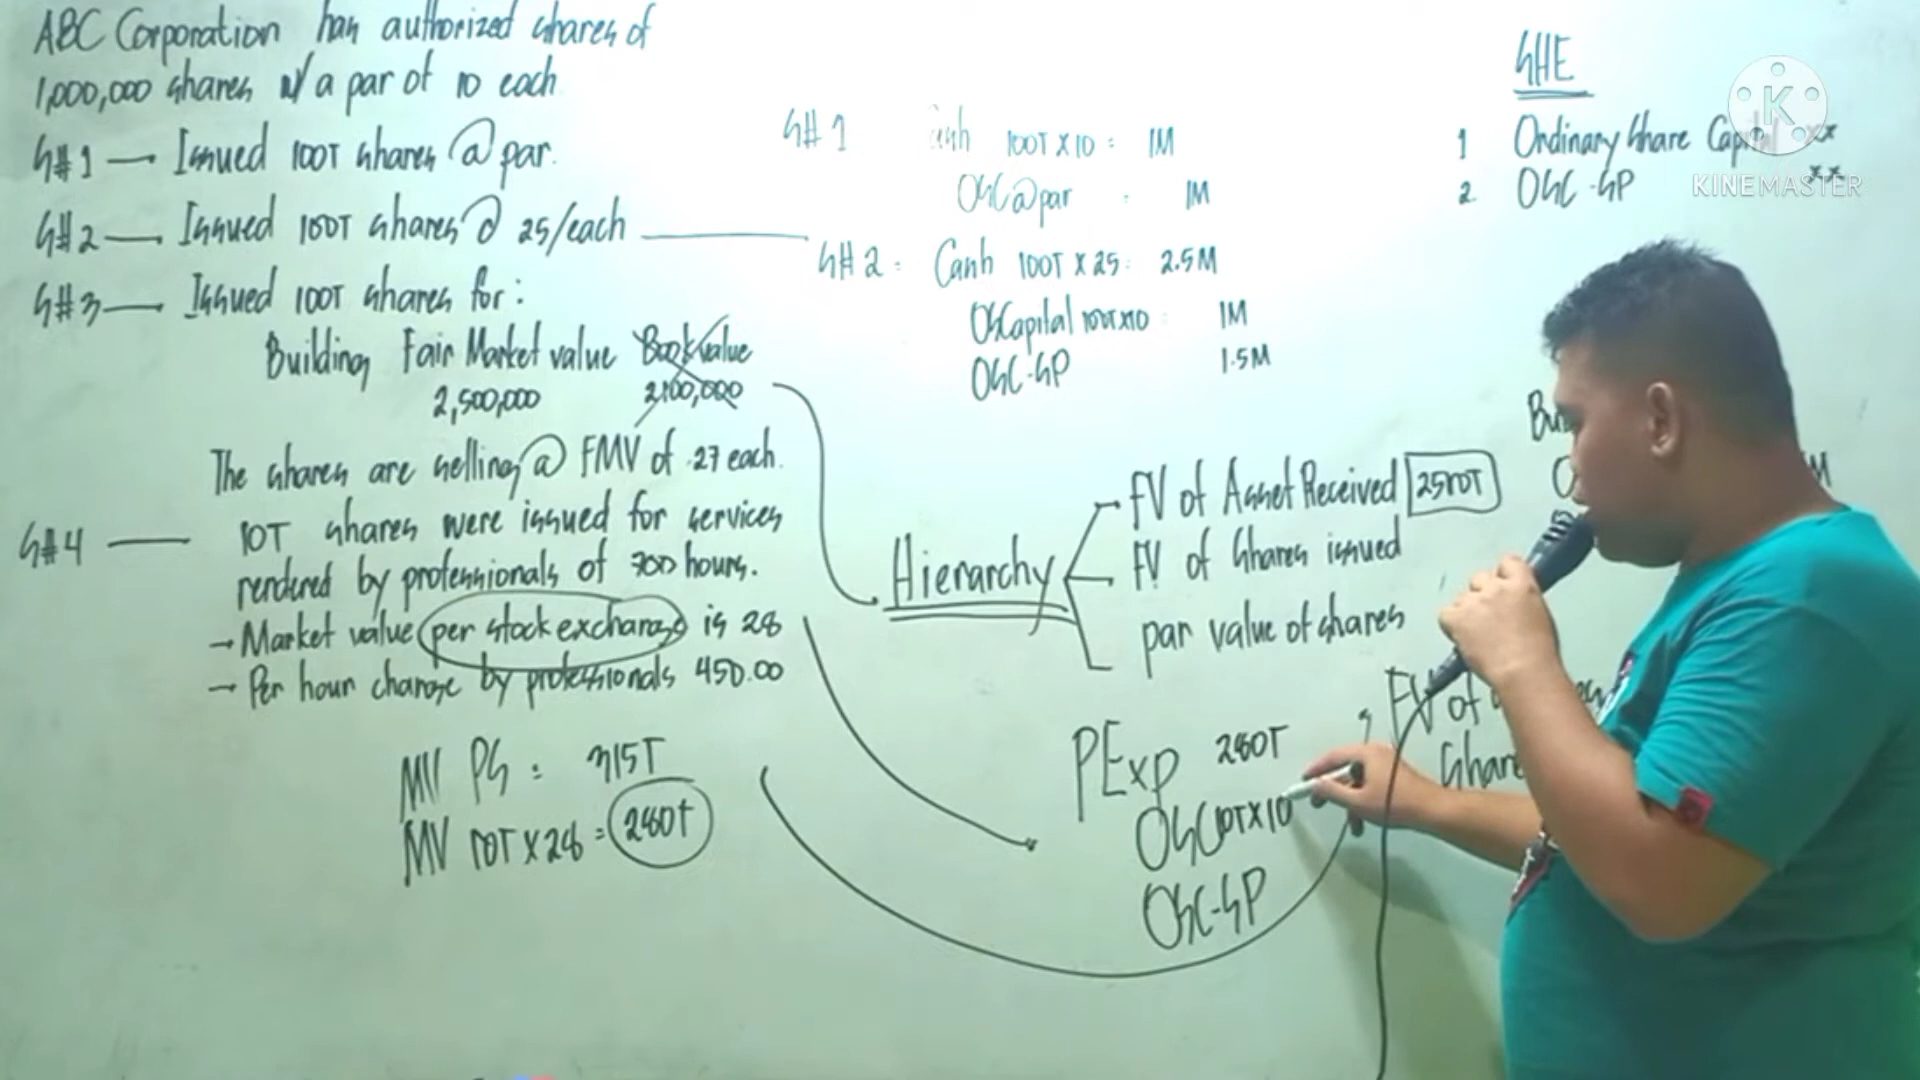 ABC Corporation has authorized shares of
1,000,000 shares w/ a par of 10 each
SH#1 — Issued 100T shares @ par.
SH#2 — Issued 100T shares @ 25/each
SH#3 — Issued 100T shares for:
Building Fair Market value Book value
2,500,000 2,100,000
The shares are selling @ FMV of 27 each.
SH#4 — 10T shares were issued for services
rendered by professionals of 700 hours.
→ Market value per stock exchange is 28
→ Per hour charge by professionals 450.00
MV PS = 315T
MV 10T x 28 = 280T
SH 1 Cash 100T x 10 = 1M
OSC@par 1M
SH 2 = Cash 100T x 25 = 2.5M
OSCapital 100T x 10 1M
OSC-SP 1.5M
Hierarchy
FV of Asset Received 2500T
FV of Shares issued
par value of shares
PExp 280T
OSC 10T x 10
OSC-SP
FV of
SHE
1 Ordinary Share Capital xx
2 OSC-SP xx
K
KINEMASTER